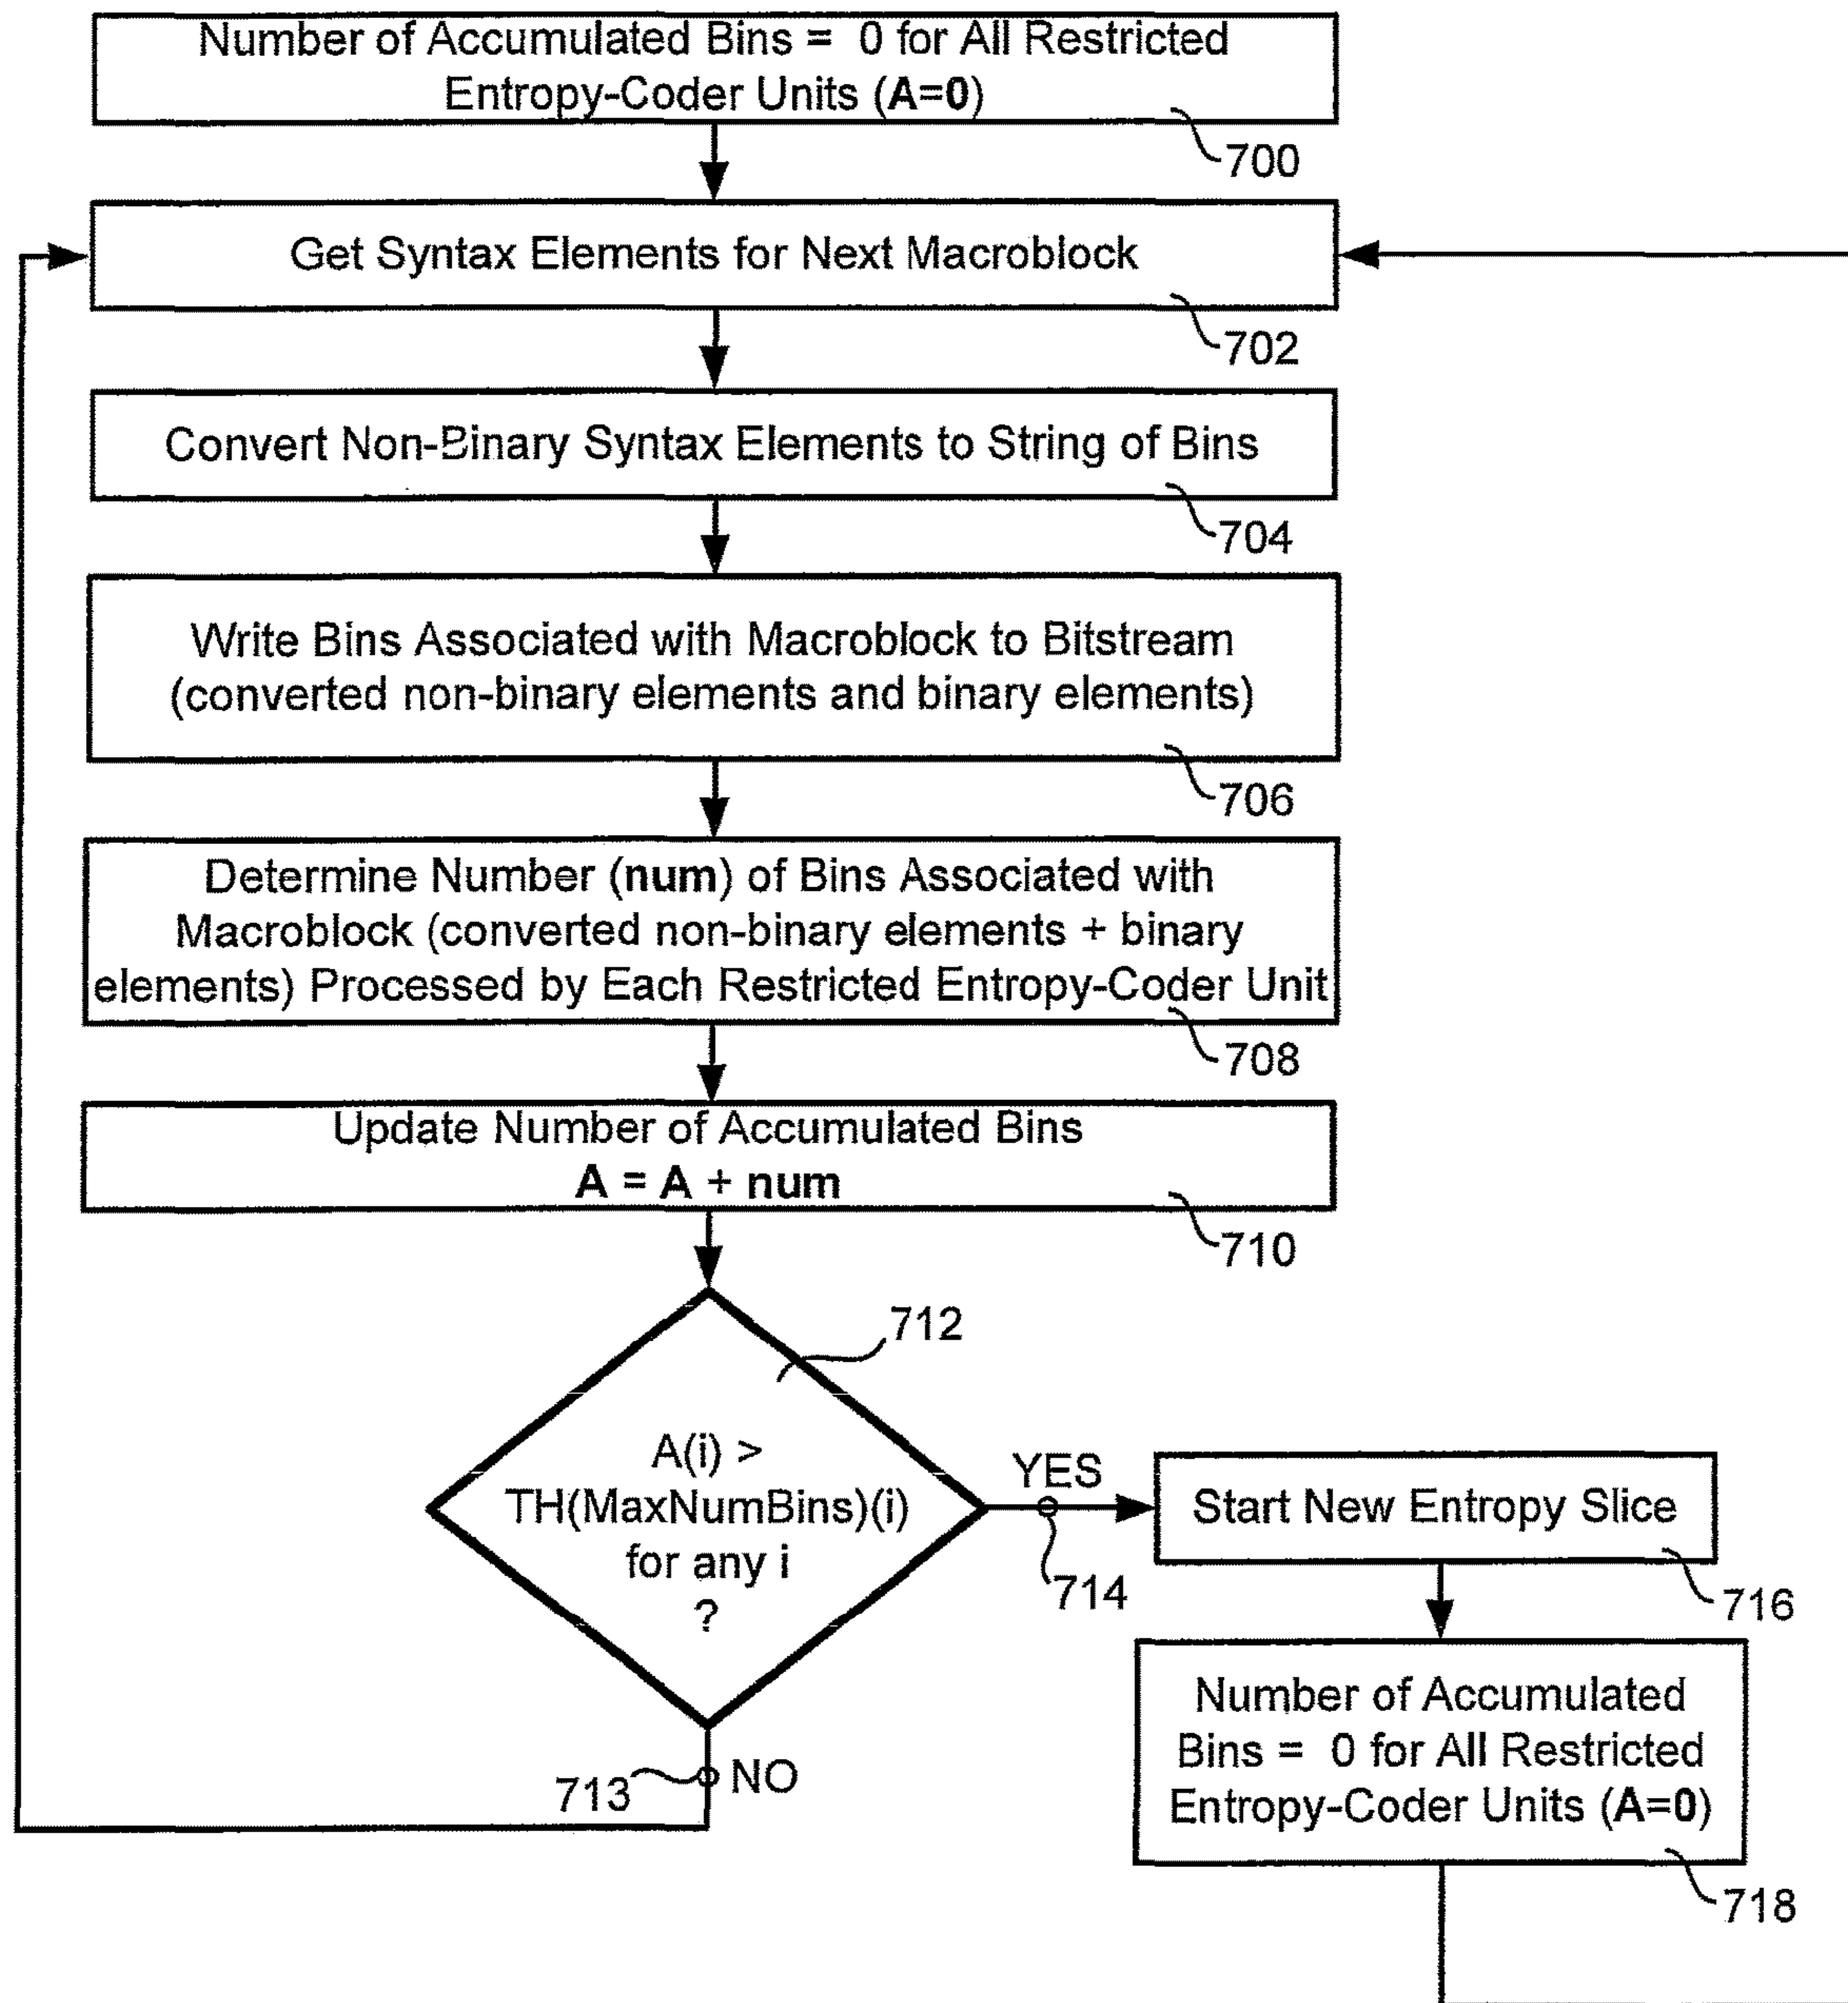 Number of Accumulated Bins = 0 for All Restricted
Entropy-Coder Units (A=0)
700
Get Syntax Elements for Next Macroblock
702
Convert Non-Binary Syntax Elements to String of Bins
704
Write Bins Associated with Macroblock to Bitstream
(converted non-binary elements and binary elements)
706
Determine Number (num) of Bins Associated with
Macroblock (converted non-binary elements + binary
elements) Processed by Each Restricted Entropy-Coder Unit
708
Update Number of Accumulated Bins
A = A + num
710
712
A(i) >
TH(MaxNumBins)(i)
for any i
?
YES
714
Start New Entropy Slice
716
Number of Accumulated
Bins = 0 for All Restricted
Entropy-Coder Units (A=0)
718
713
NO